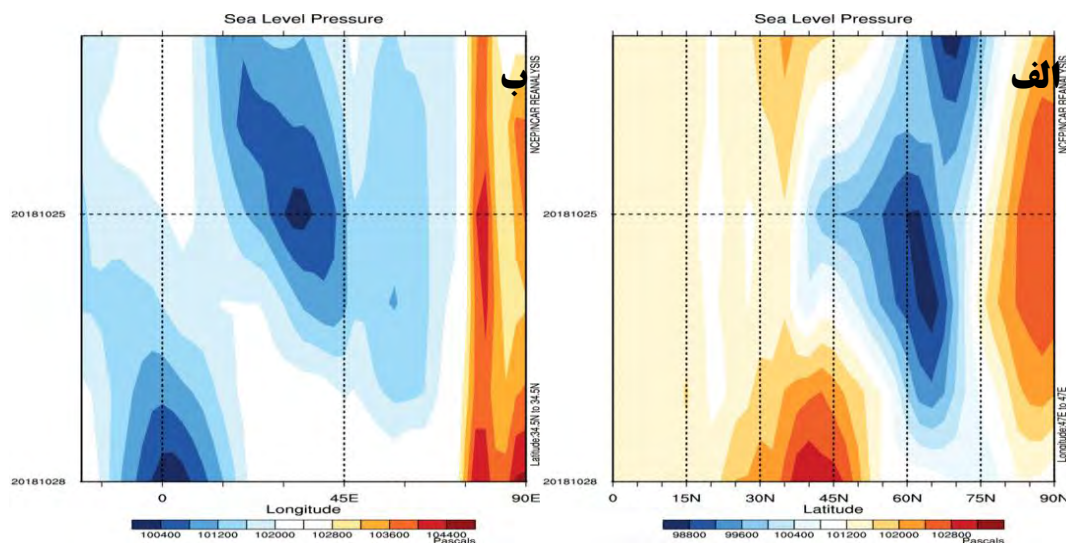 Sea Level Pressure
ب
NCEP/NCAR REANALYSIS
20181025
Latitude:34.5N to 34.5N
20181028
0 45E 90E
Longitude
100400 101200 102000 102800 103600 104400
Pascals
Sea Level Pressure
الف
NCEP/NCAR REANALYSIS
20181025
Longitude:47E to 47E
20181028
0 15N 30N 45N 60N 75N 90N
Latitude
98800 99600 100400 101200 102000 102800
Pascals